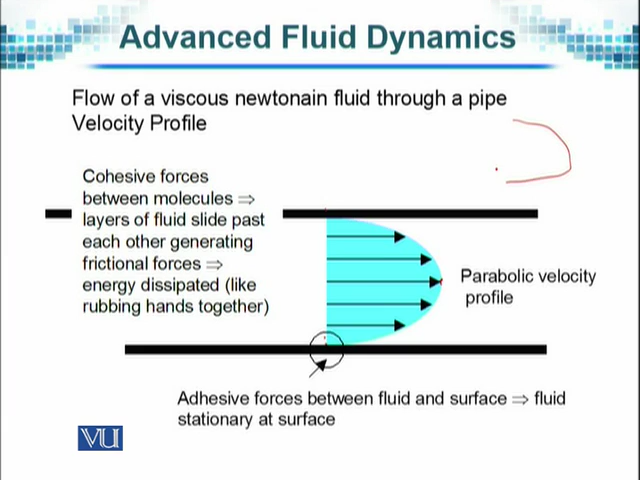 Advanced Fluid Dynamics
Flow of a viscous newtonain fluid through a pipe
Velocity Profile
Cohesive forces
between molecules ⇒
layers of fluid slide past
each other generating
frictional forces ⇒
energy dissipated (like
rubbing hands together)
Parabolic velocity
profile
Adhesive forces between fluid and surface ⇒ fluid
stationary at surface
VU